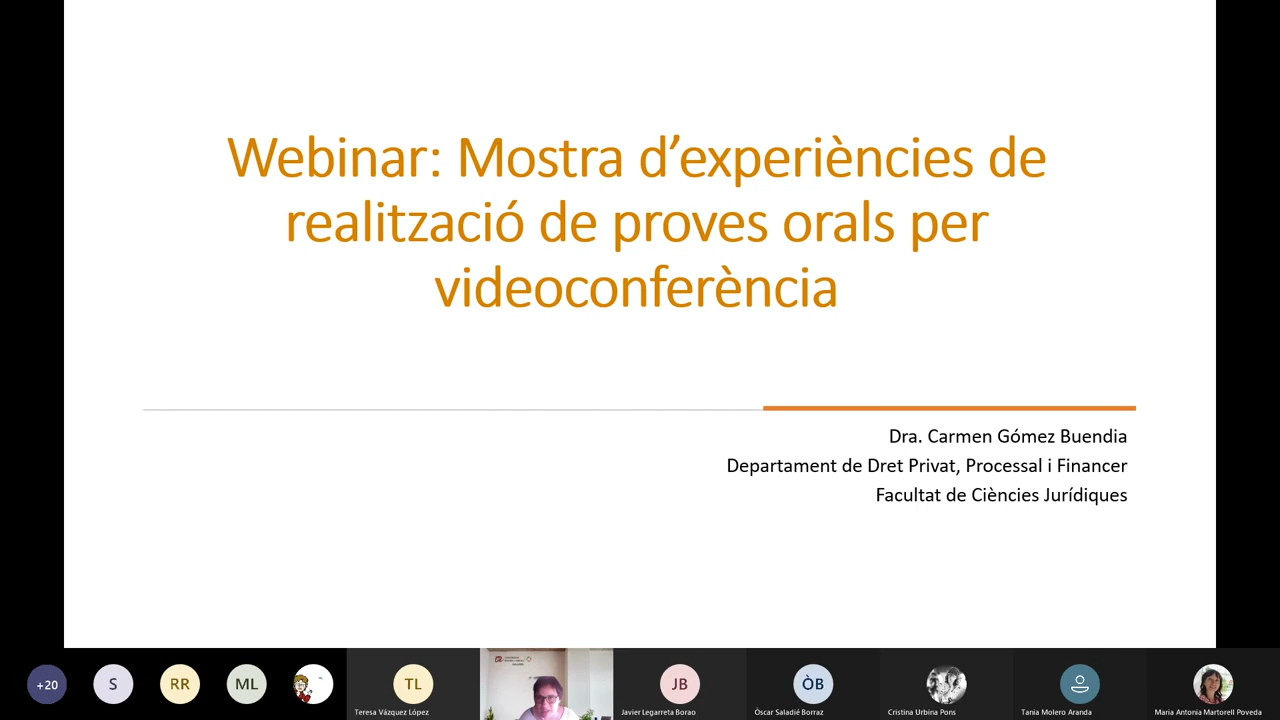 Webinar: Mostra d’experiències de
realització de proves orals per
videoconferència
Dra. Carmen Gómez Buendia
Departament de Dret Privat, Processal i Financer
Facultat de Ciències Jurídiques
+20
S
RR
ML
TL
JB
ÒB
Teresa Vázquez López
Javier Legarreta Borao
Òscar Saladié Borraz
Cristina Urbina Pons
Tania Molero Aranda
Maria Antonia Martorell Poveda